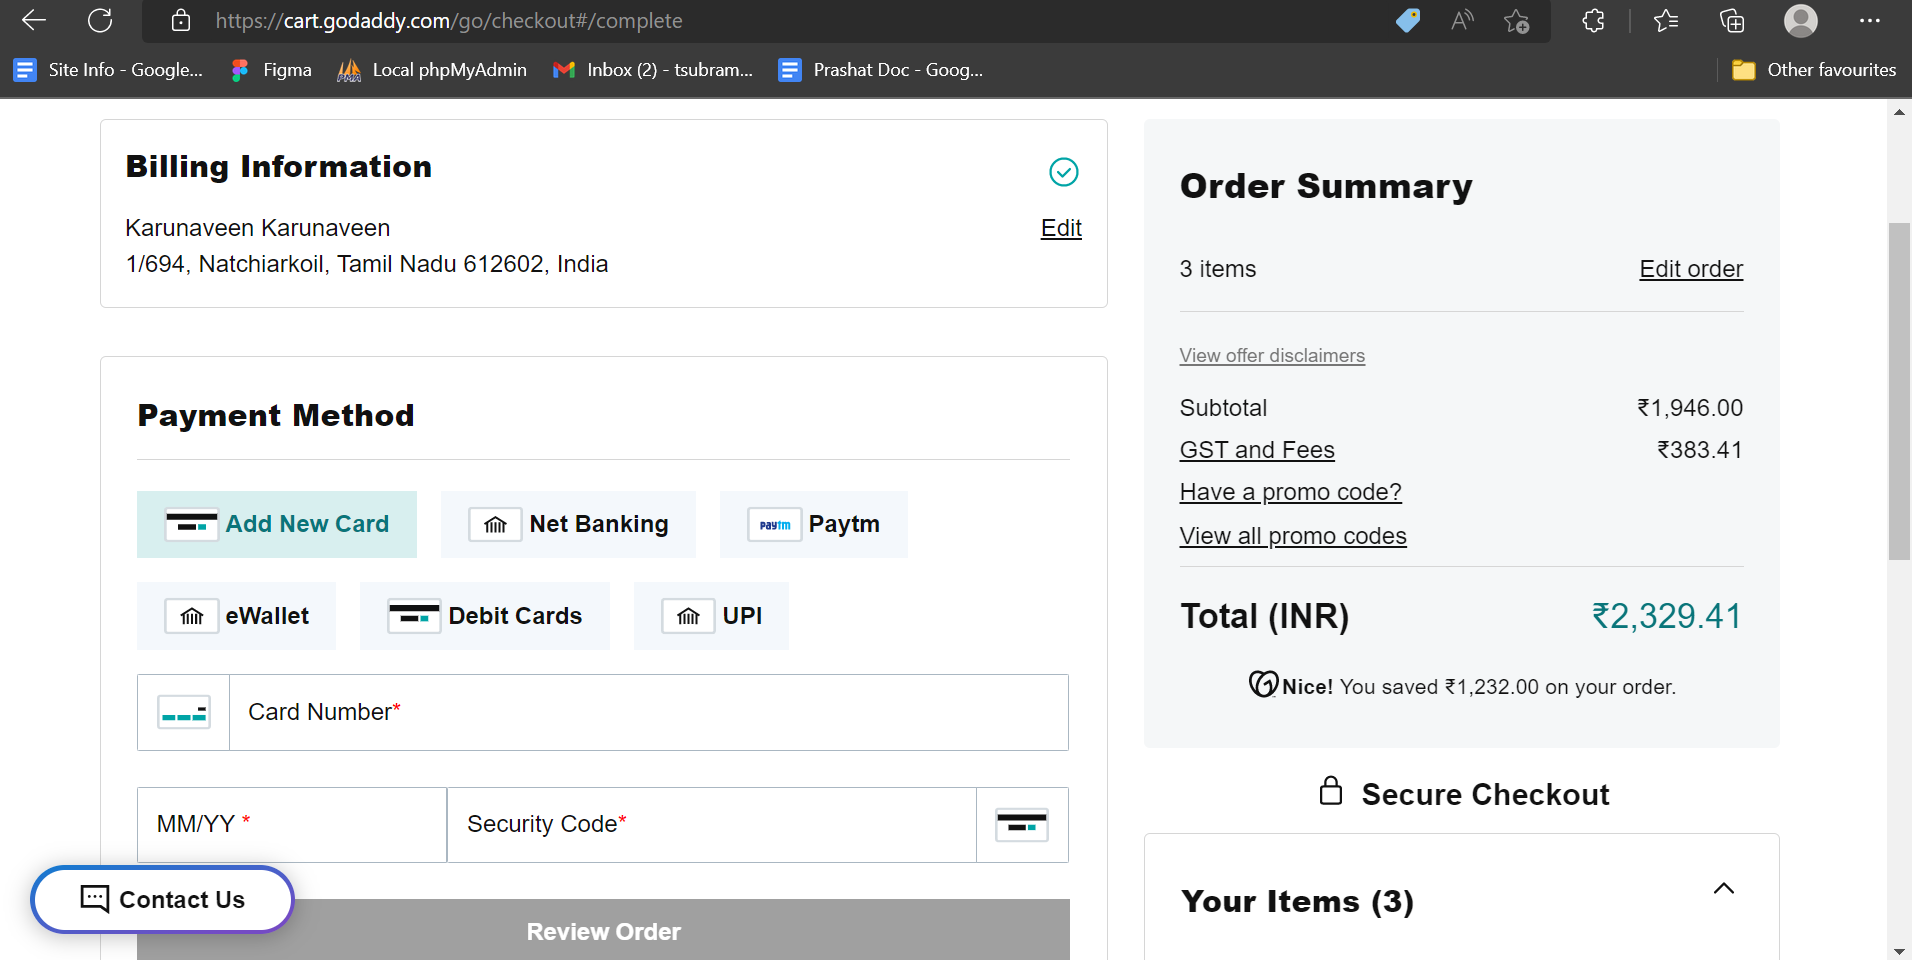 https://cart.godaddy.com/go/checkout#/complete
Site Info - Google...
Figma
PMA
Local phpMyAdmin
Inbox (2) - tsubram...
Prashat Doc - Goog...
Other favourites
Billing Information
Karunaveen Karunaveen
Edit
1/694, Natchiarkoil, Tamil Nadu 612602, India
Payment Method
Add New Card
Net Banking
paytm Paytm
eWallet
Debit Cards
UPI
Card Number*
MM/YY *
Security Code*
Contact Us
Review Order
Order Summary
3 items
Edit order
View offer disclaimers
Subtotal ₹1,946.00
GST and Fees ₹383.41
Have a promo code?
View all promo codes
Total (INR) ₹2,329.41
Nice! You saved ₹1,232.00 on your order.
Secure Checkout
Your Items (3)